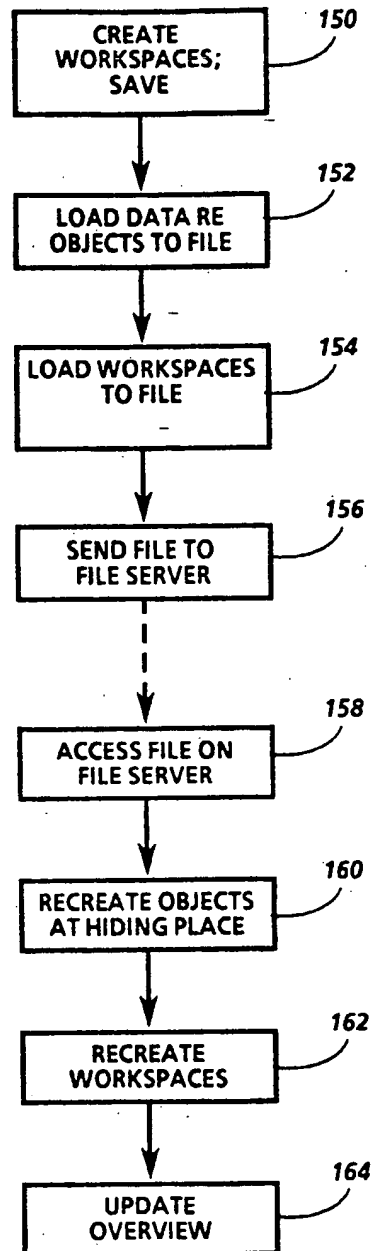 150
CREATE
WORKSPACES;
SAVE
152
LOAD DATA RE
OBJECTS TO FILE
154
LOAD WORKSPACES
TO FILE
156
SEND FILE TO
FILE SERVER
158
ACCESS FILE ON
FILE SERVER
160
RECREATE OBJECTS
AT HIDING PLACE
162
RECREATE
WORKSPACES
164
UPDATE
OVERVIEW